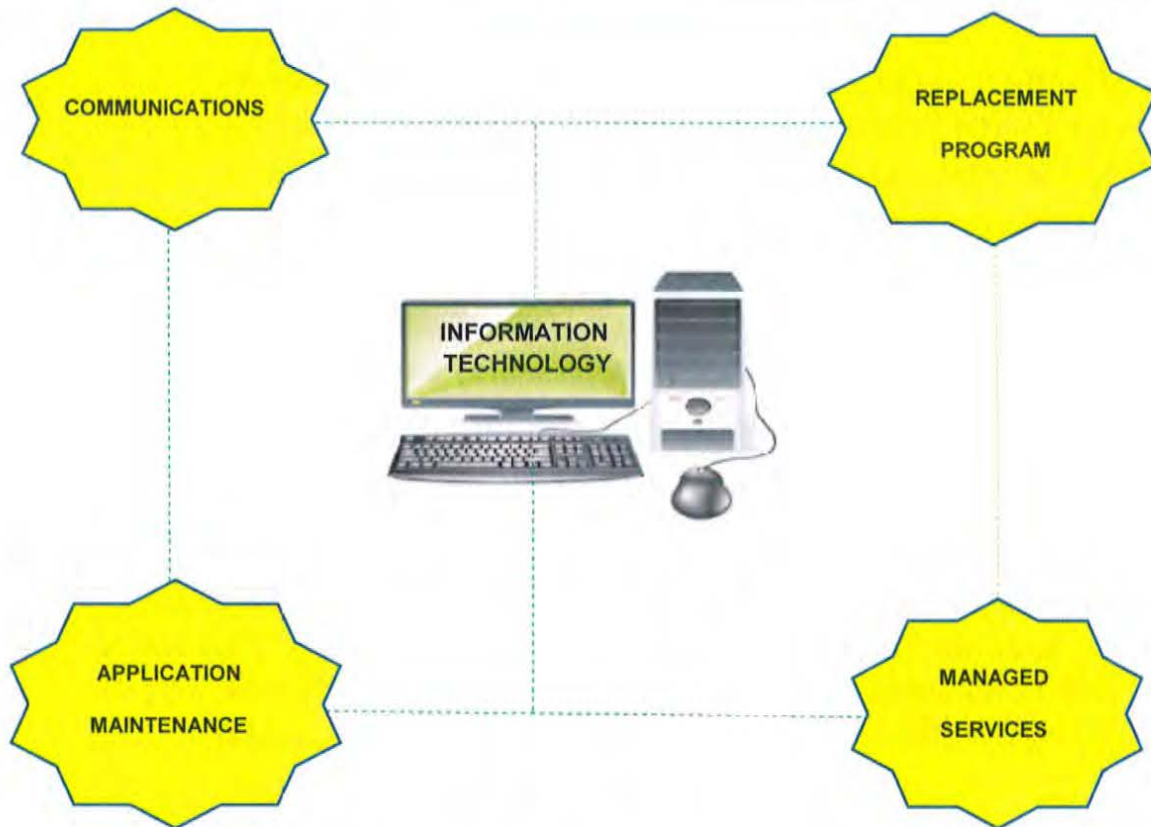 COMMUNICATIONS
REPLACEMENT
PROGRAM
INFORMATION
TECHNOLOGY
APPLICATION
MAINTENANCE
MANAGED
SERVICES